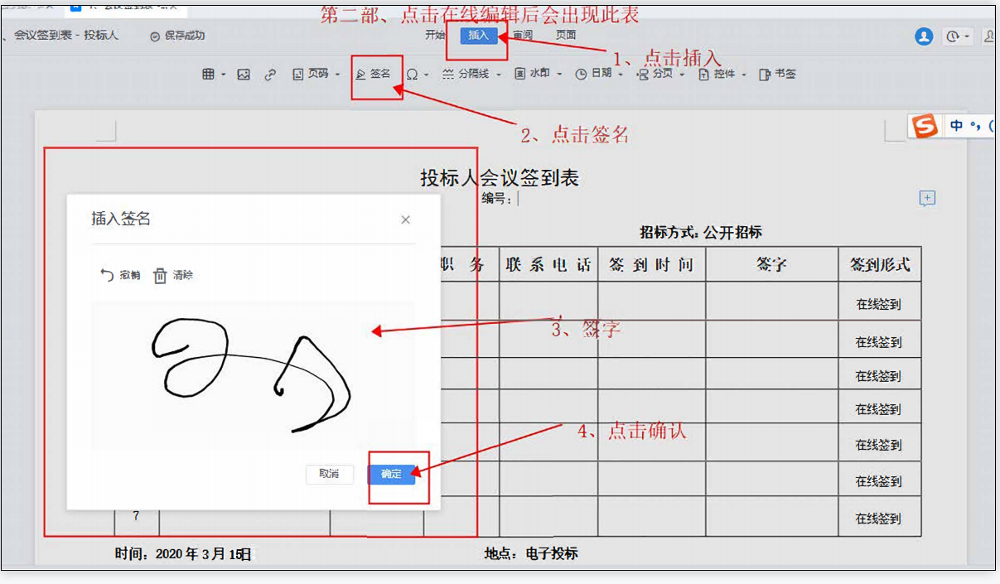 第二部、点击在线编辑后会出现此表
会议签到表 - 投标人
保存成功
开始 插入 审阅 页面
1、点击插入
页码 签名 分隔线 水印 日期 分页 控件 书签
2、点击签名
中 °,
投标人会议签到表
编号:
招标方式: 公开招标
插入签名
撤销 清除
职 务 联 系 电 话 签 到 时 间 签字 签到形式
在线签到
3、签字
在线签到
在线签到
在线签到
4、点击确认
在线签到
取消 确定
在线签到
7 在线签到
时间: 2020 年 3 月 15日 地点: 电子投标